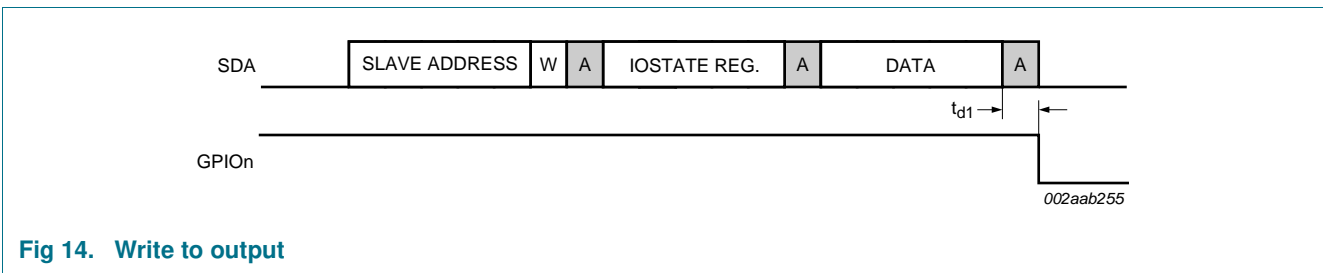 SDA SLAVE ADDRESS W A IOSTATE REG. A DATA A
td1
GPIOn
002aab255
Fig 14. Write to output